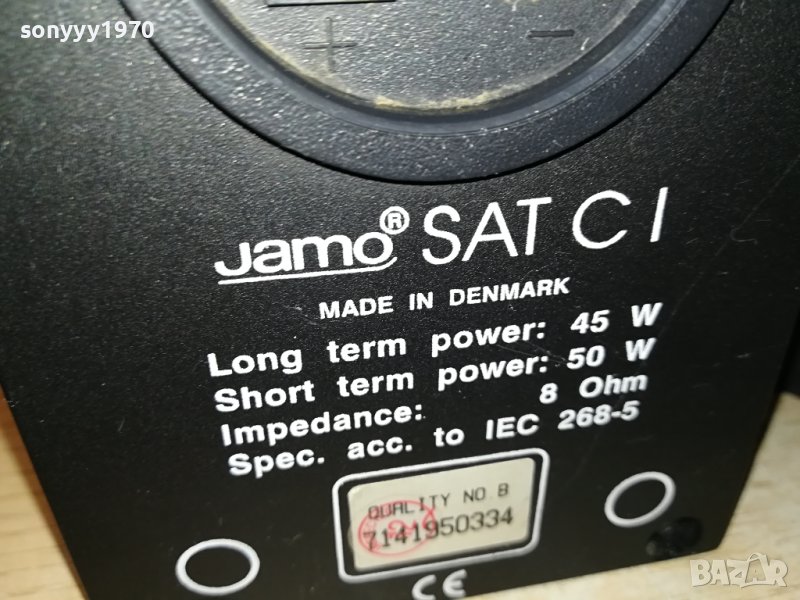 sonyyy1970
+ −
Jamo® SAT C I
MADE IN DENMARK
Long term power: 45 W
Short term power: 50 W
Impedance: 8 Ohm
Spec. acc. to IEC 268-5
QUALITY NO. B
7141950334
CE
BAZAR